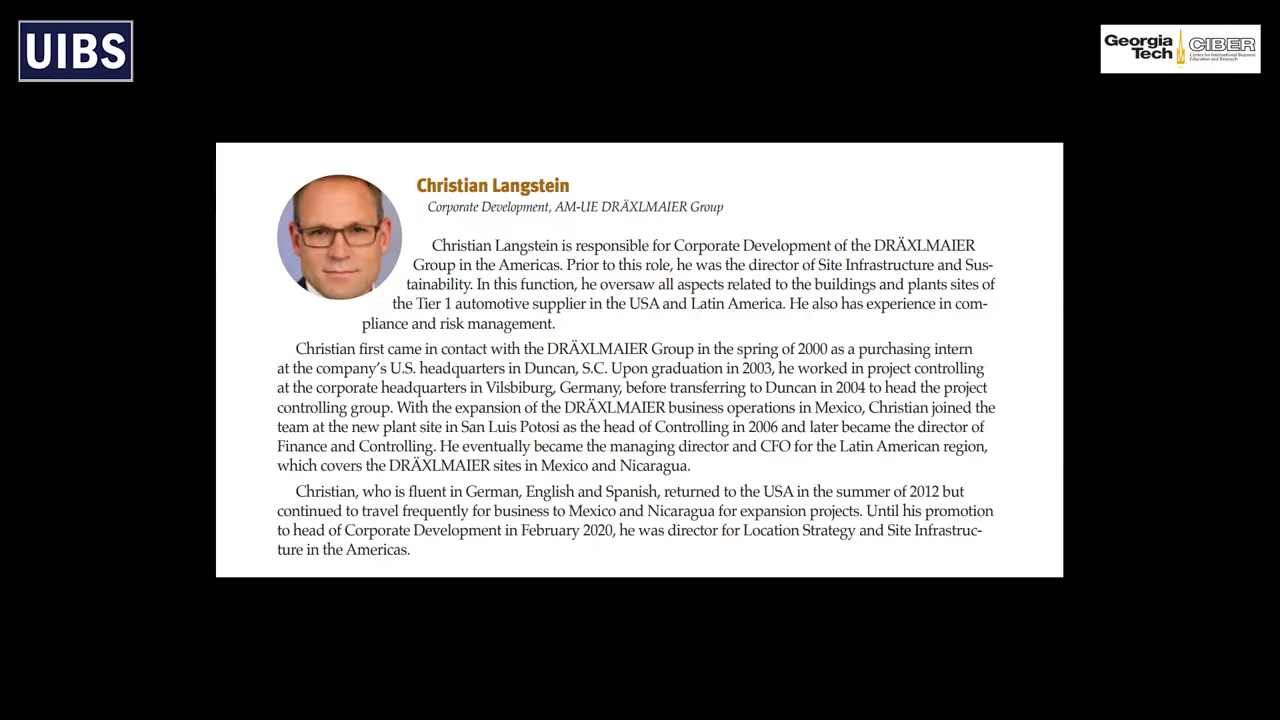 UIBS
Georgia
Tech
CIBER
Center for International Business
Education and Research
Christian Langstein
Corporate Development, AM-UE DRÄXLMAIER Group
Christian Langstein is responsible for Corporate Development of the DRÄXLMAIER
Group in the Americas. Prior to this role, he was the director of Site Infrastructure and Sus-
tainability. In this function, he oversaw all aspects related to the buildings and plants sites of
the Tier 1 automotive supplier in the USA and Latin America. He also has experience in com-
pliance and risk management.
Christian first came in contact with the DRÄXLMAIER Group in the spring of 2000 as a purchasing intern
at the company's U.S. headquarters in Duncan, S.C. Upon graduation in 2003, he worked in project controlling
at the corporate headquarters in Vilsbiburg, Germany, before transferring to Duncan in 2004 to head the project
controlling group. With the expansion of the DRÄXLMAIER business operations in Mexico, Christian joined the
team at the new plant site in San Luis Potosi as the head of Controlling in 2006 and later became the director of
Finance and Controlling. He eventually became the managing director and CFO for the Latin American region,
which covers the DRÄXLMAIER sites in Mexico and Nicaragua.
Christian, who is fluent in German, English and Spanish, returned to the USA in the summer of 2012 but
continued to travel frequently for business to Mexico and Nicaragua for expansion projects. Until his promotion
to head of Corporate Development in February 2020, he was director for Location Strategy and Site Infrastruc-
ture in the Americas.